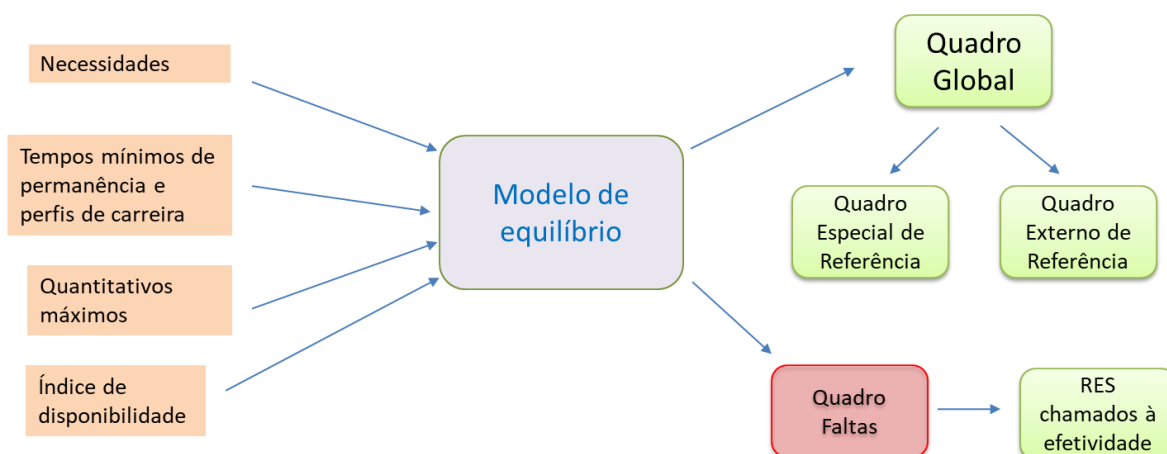 Necessidades
Tempos mínimos de
permanência e
perfis de carreira
Quantitativos
máximos
Índice de
disponibilidade
Modelo de
equilíbrio
Quadro
Global
Quadro
Especial de
Referência
Quadro
Externo de
Referência
Quadro
Faltas
RES
chamados à
efetividade